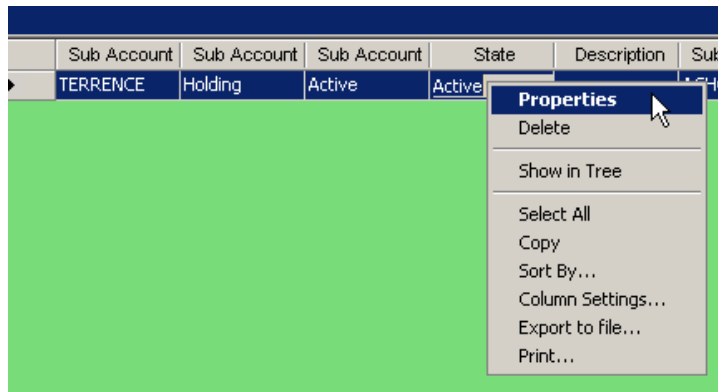 Sub Account Sub Account Sub Account State Description Sub
TERRENCE Holding Active Active
Properties
Delete
Show in Tree
Select All
Copy
Sort By...
Column Settings...
Export to file...
Print...